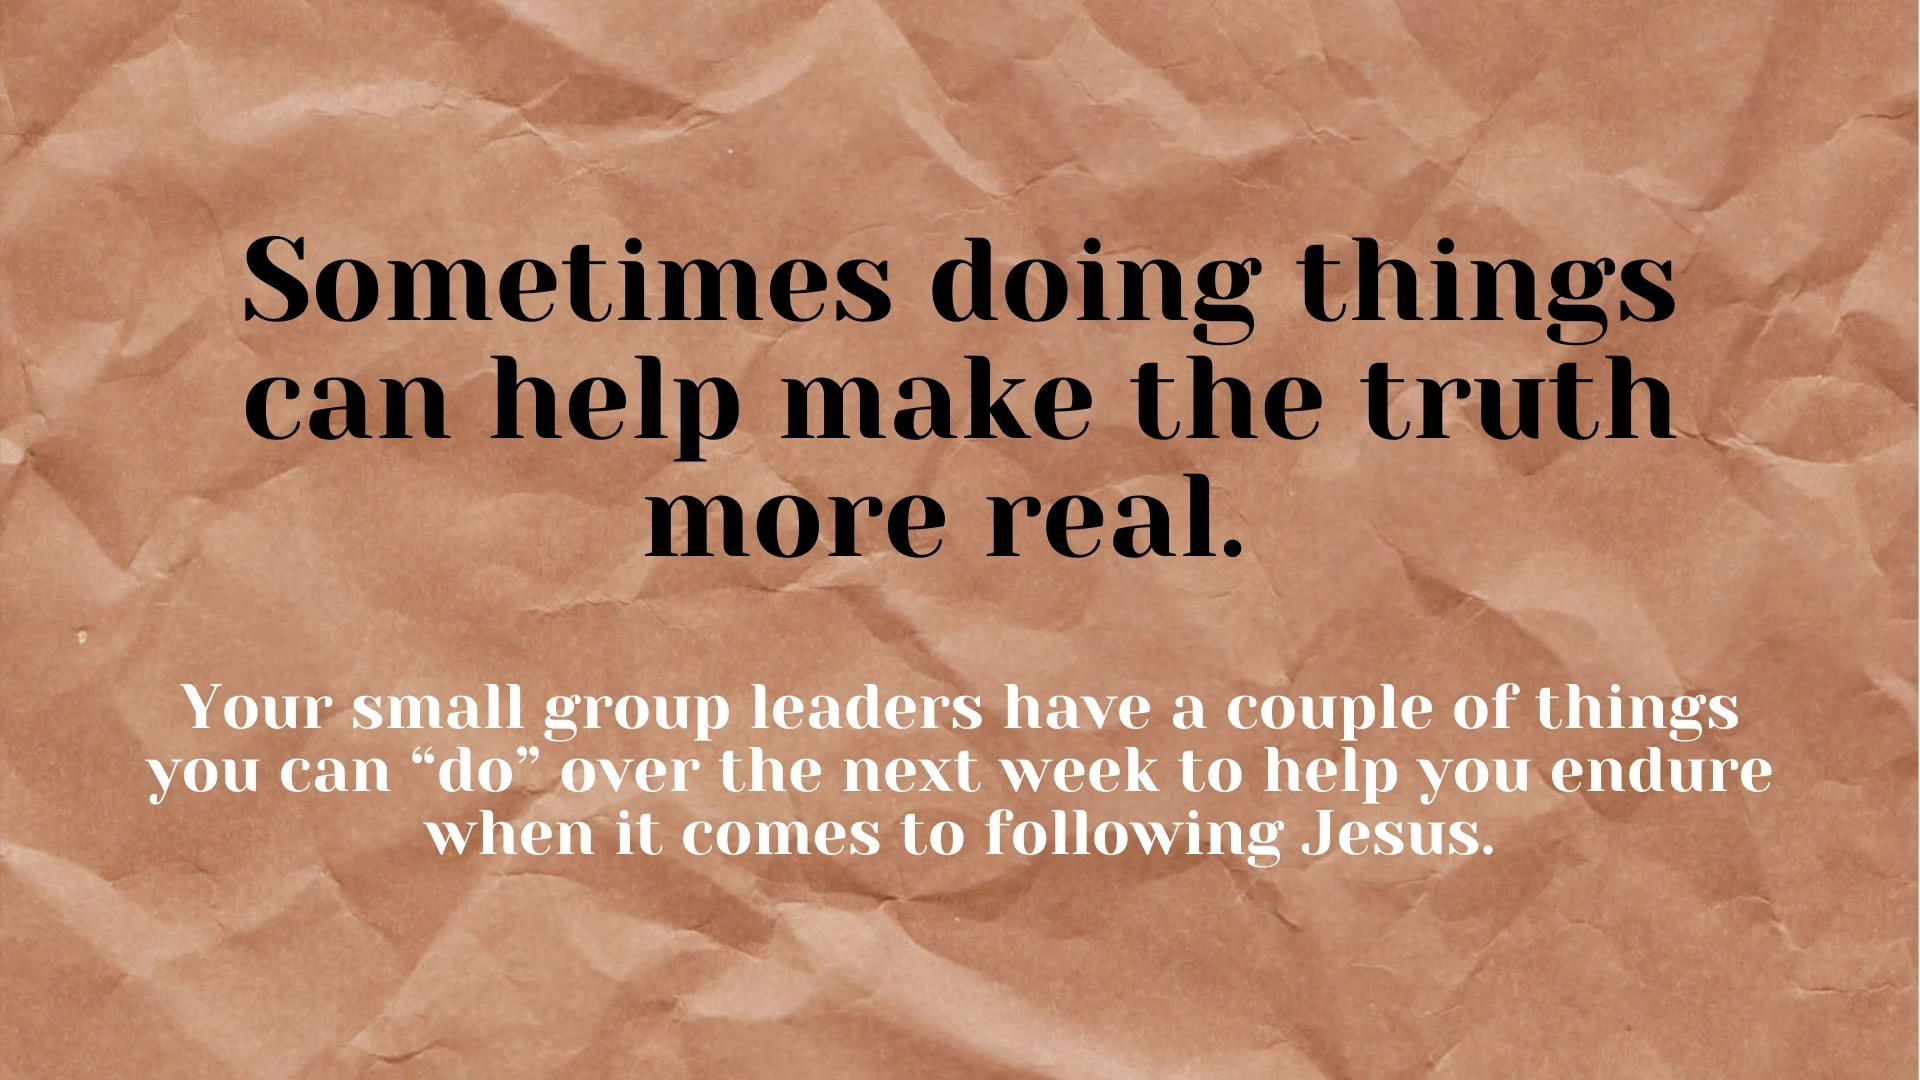 Sometimes doing things
can help make the truth
more real.
Your small group leaders have a couple of things
you can “do” over the next week to help you endure
when it comes to following Jesus.